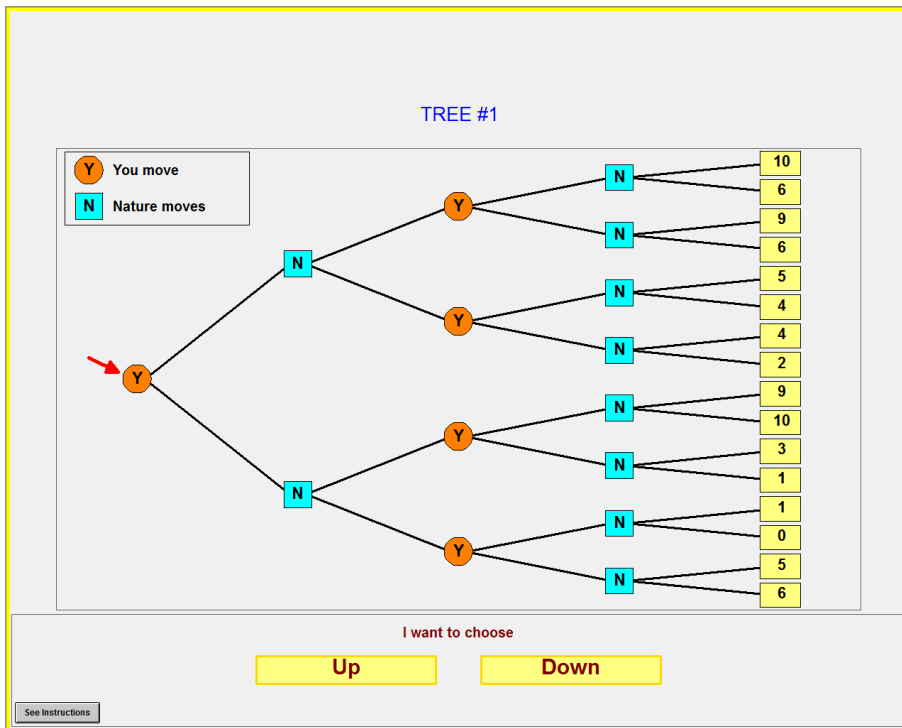 TREE #1
Y You move
N Nature moves
N
10
Y
6
N
9
N
6
N
5
Y
4
N
4
2
Y
N
9
10
Y
N
3
N
1
N
1
Y
0
N
5
6
I want to choose
Up Down
See Instructions